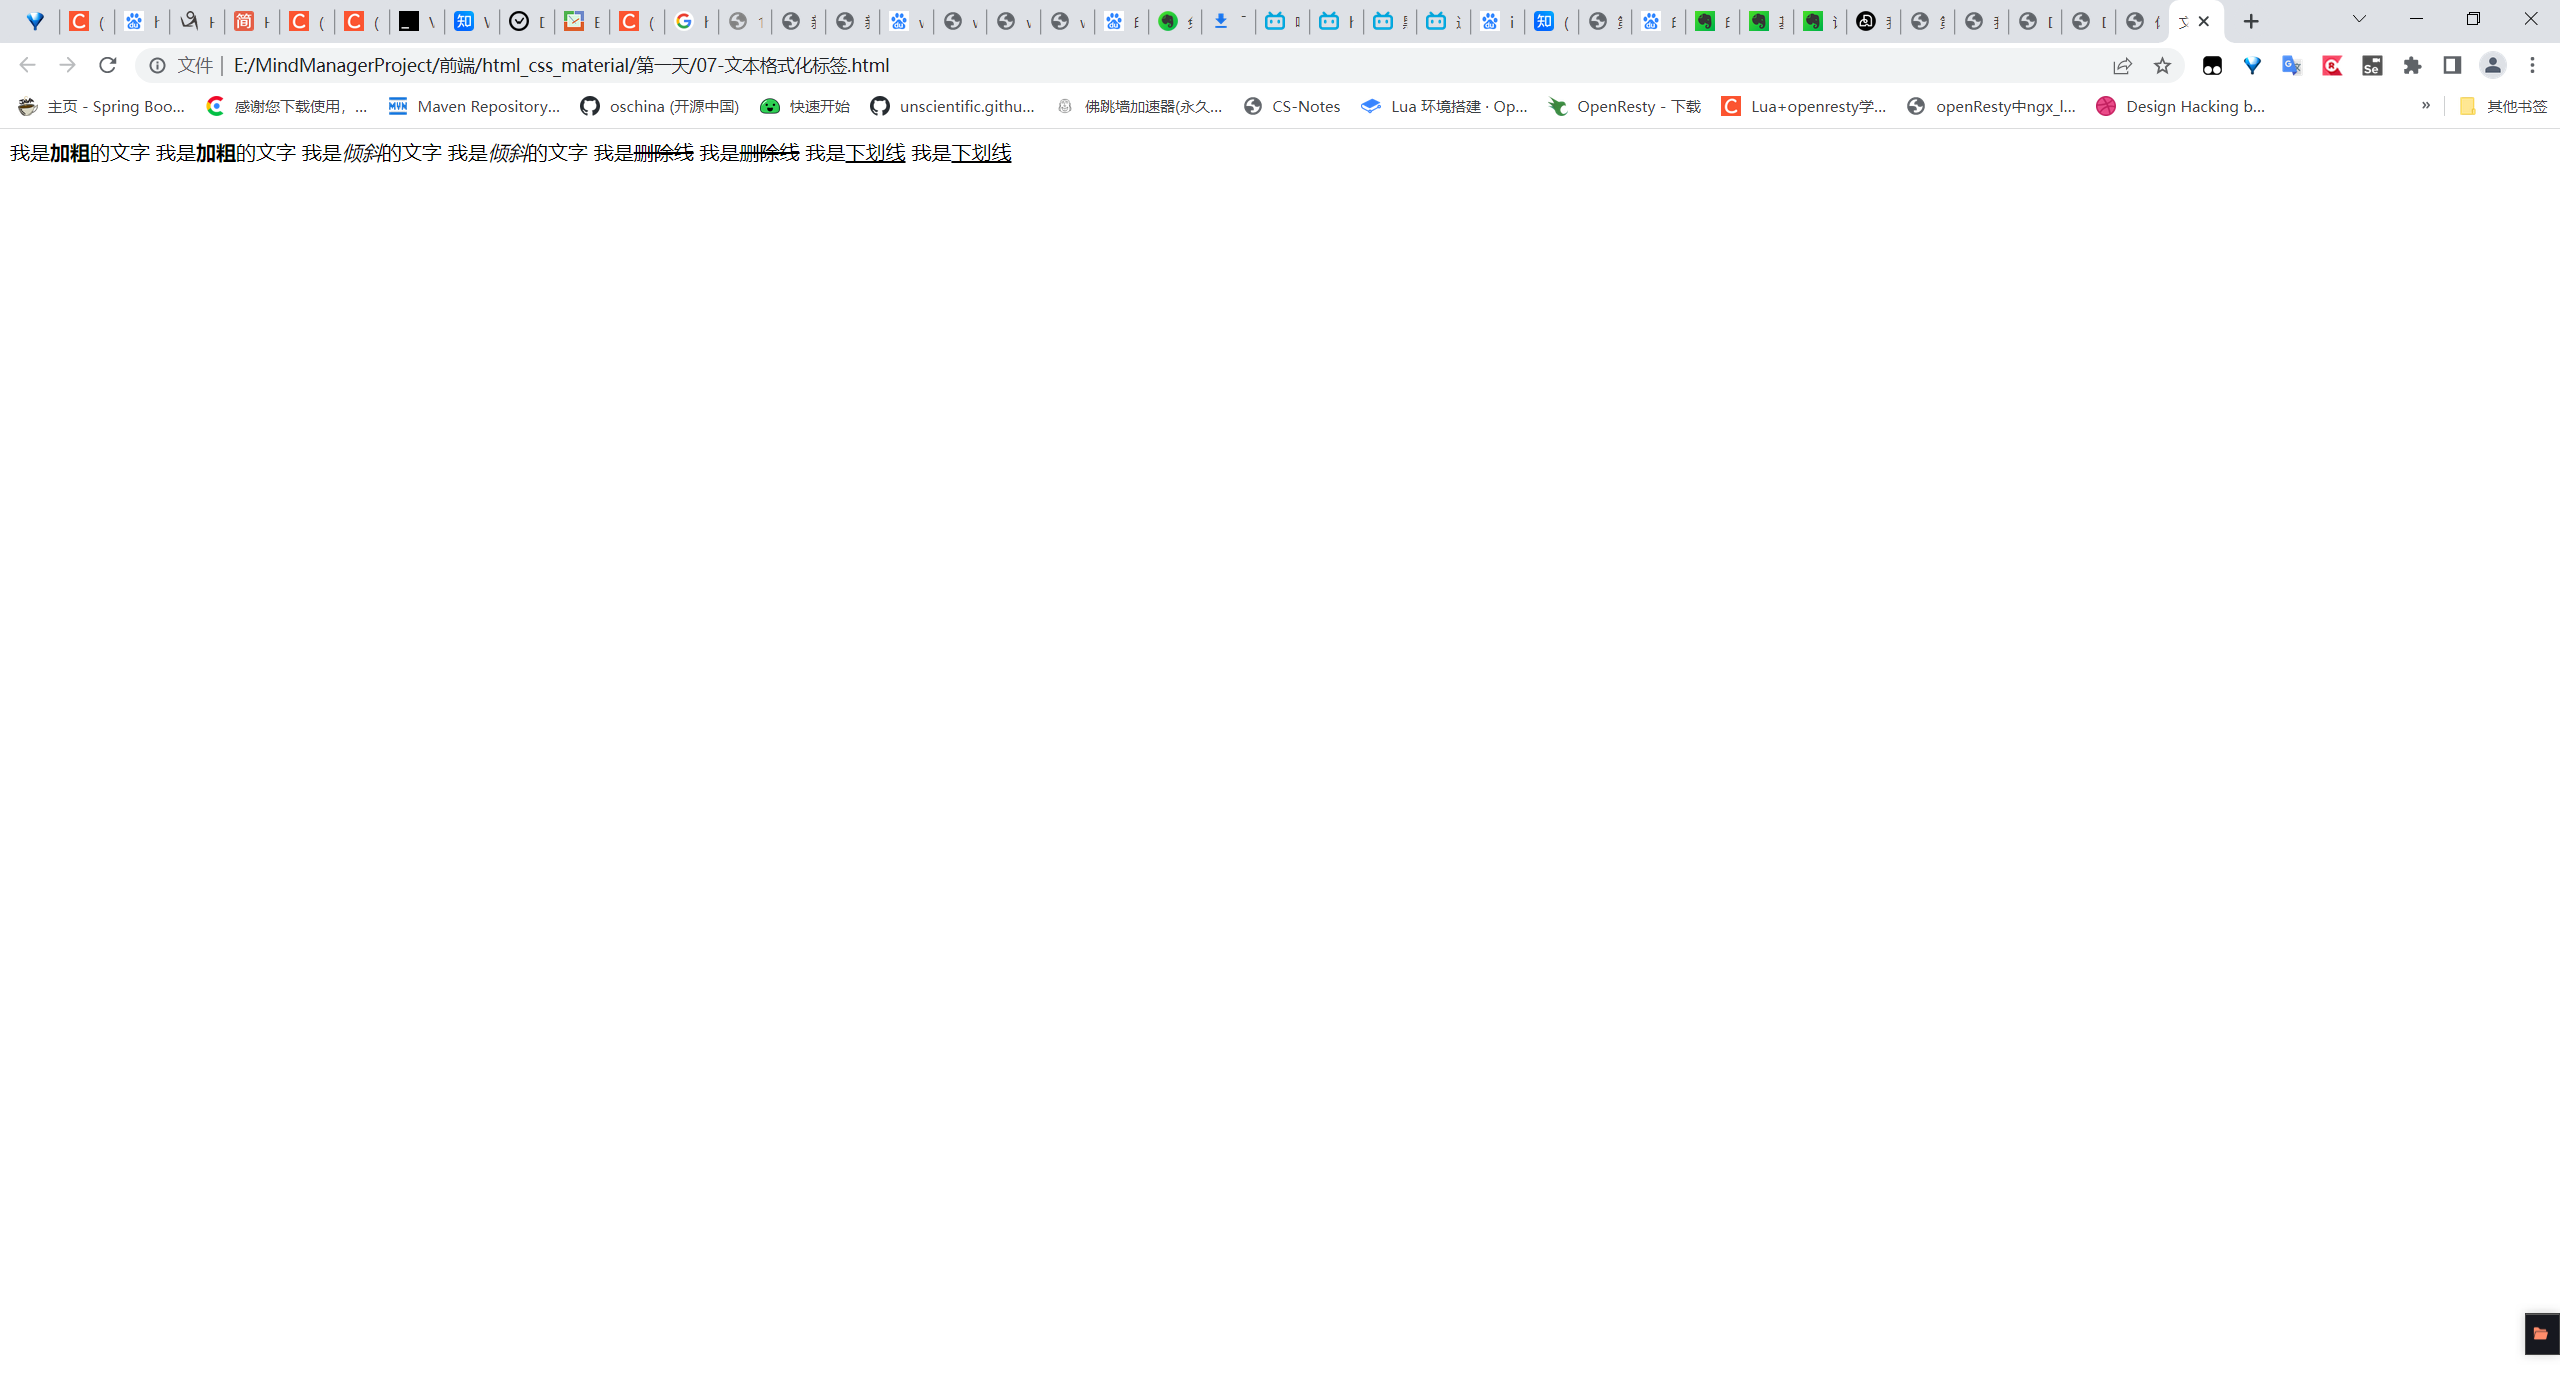 文件 | E:/MindManagerProject/前端/html_css_material/第一天/07-文本格式化标签.html
主页 - Spring Boo... 感谢您下载使用，... Maven Repository... oschina (开源中国) 快速开始 unscientific.githu... 佛跳墙加速器(永久... CS-Notes Lua 环境搭建 · Op... OpenResty - 下载 Lua+openresty学... openResty中ngx_l... Design Hacking b... » 其他书签
我是加粗的文字 我是加粗的文字 我是倾斜的文字 我是倾斜的文字 我是删除线 我是删除线 我是下划线 我是下划线